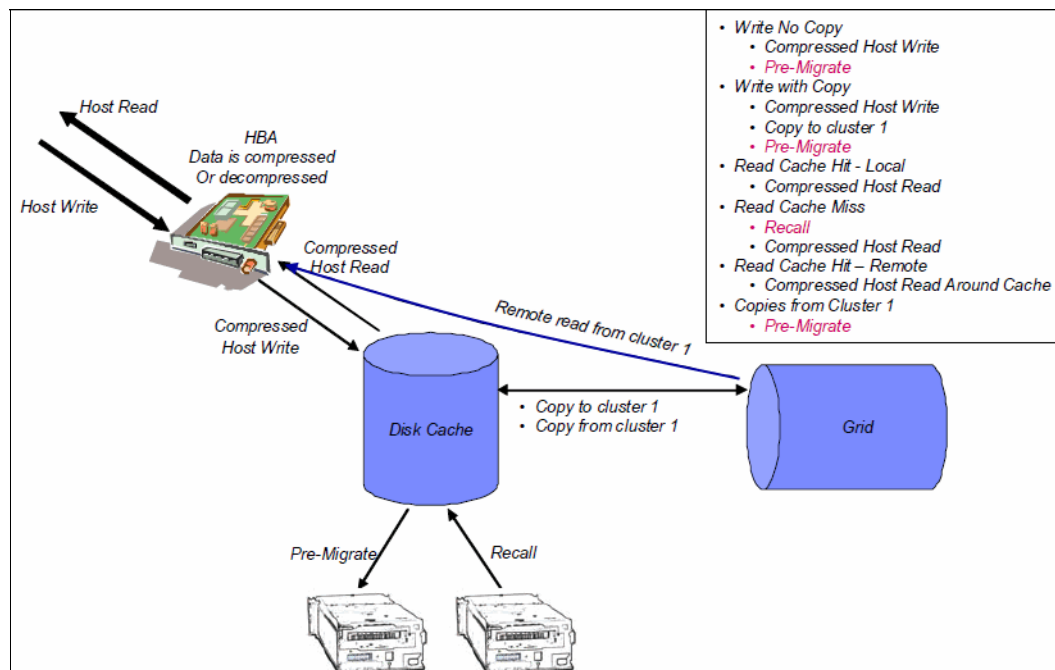 Host Read
HBA
Data is compressed
Or decompressed
Host Write
Compressed
Host Read
Compressed
Host Write
Remote read from cluster 1
• Copy to cluster 1
• Copy from cluster 1
Disk Cache
Grid
Pre-Migrate
Recall
• Write No Copy
• Compressed Host Write
• Pre-Migrate
• Write with Copy
• Compressed Host Write
• Copy to cluster 1
• Pre-Migrate
• Read Cache Hit - Local
• Compressed Host Read
• Read Cache Miss
• Recall
• Compressed Host Read
• Read Cache Hit – Remote
• Compressed Host Read Around Cache
• Copies from Cluster 1
• Pre-Migrate